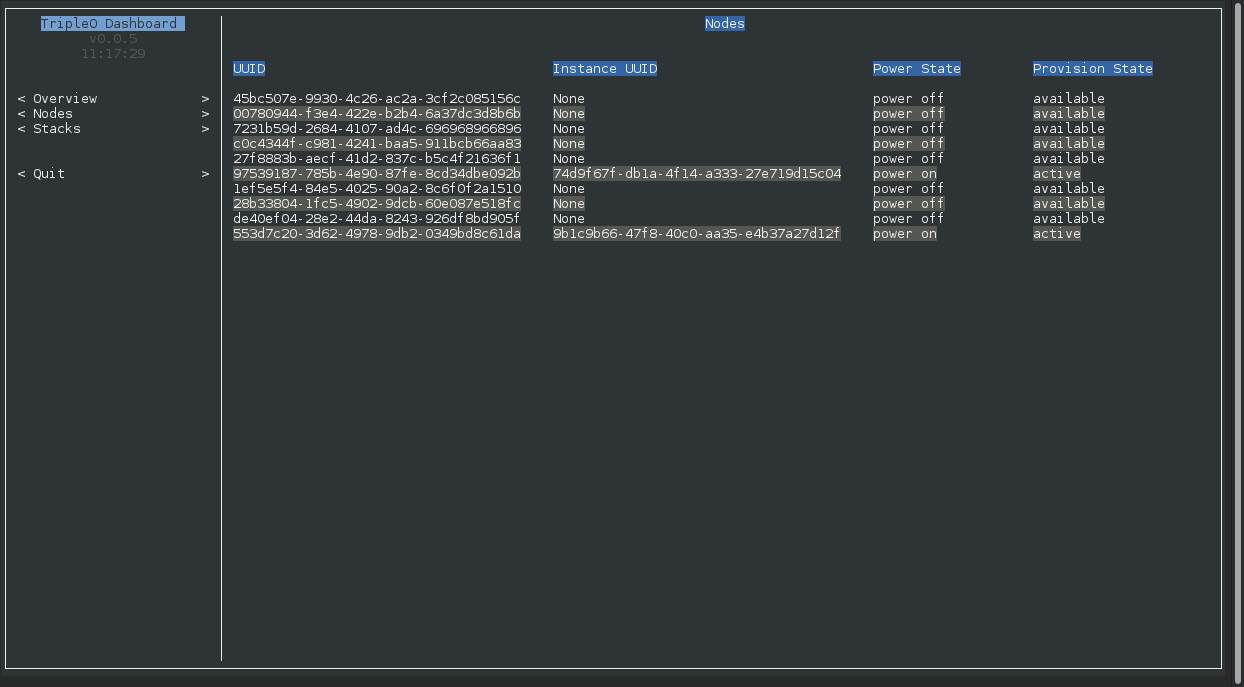 TripleO Dashboard
v0.0.5
11:17:29
< Overview >
< Nodes >
< Stacks >
< Quit >
Nodes
UUID Instance UUID Power State Provision State
45bc507e-9930-4c26-ac2a-3cf2c085156c None power off available
00780944-f3e4-422e-b2b4-6a37dc3d8b6b None power off available
7231b59d-2684-4107-ad4c-696968966896 None power off available
c0c4344f-c981-4241-baa5-911bcb66aa83 None power off available
27f8883b-aecf-41d2-837c-b5c4f21636f1 None power off available
97539187-785b-4e90-87fe-8cd34dbe092b 74d9f67f-db1a-4f14-a333-27e719d15c04 power on active
1ef5e5f4-84e5-4025-90a2-8c6f0f2a1510 None power off available
28b33804-1fc5-4902-9dcb-60e087e518fc None power off available
de40ef04-28e2-44da-8243-926df8bd905f None power off available
553d7c20-3d62-4978-9db2-0349bd8c61da 9b1c9b66-47f8-40c0-aa35-e4b37a27d12f power on active